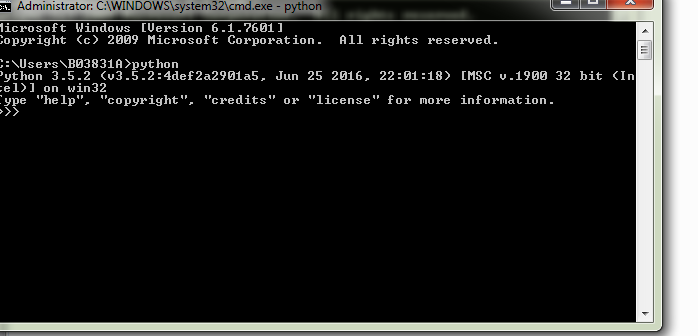 Administrator: C:\WINDOWS\system32\cmd.exe - python
Microsoft Windows [Version 6.1.7601]
Copyright (c) 2009 Microsoft Corporation.  All rights reserved.
C:\Users\B03831A>python
Python 3.5.2 (v3.5.2:4def2a2901a5, Jun 25 2016, 22:01:18) [MSC v.1900 32 bit (In
tel)] on win32
Type "help", "copyright", "credits" or "license" for more information.
>>>